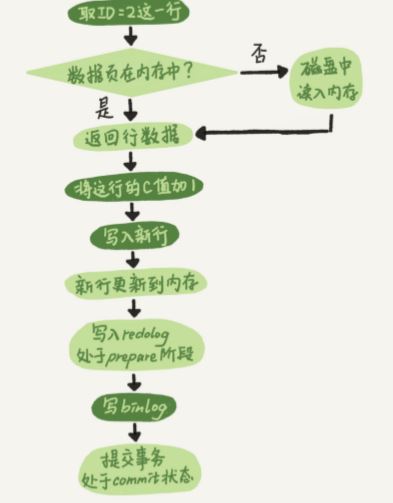 取ID=2这一行
数据页在内存中？
否
磁盘中
读入内存
是
返回行数据
将这行的C值加1
写入新行
新行更新到内存
写入redolog
处于prepare阶段
写binlog
提交事务
处于commit状态